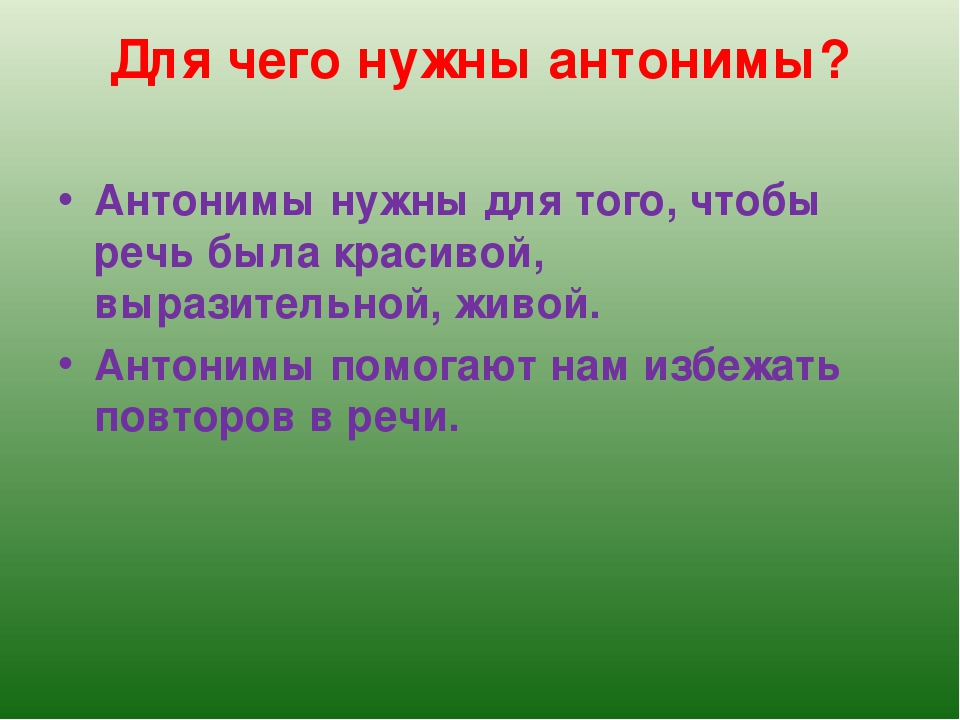 Для чего нужны антонимы?
• Антонимы нужны для того, чтобы
речь была красивой,
выразительной, живой.
• Антонимы помогают нам избежать
повторов в речи.